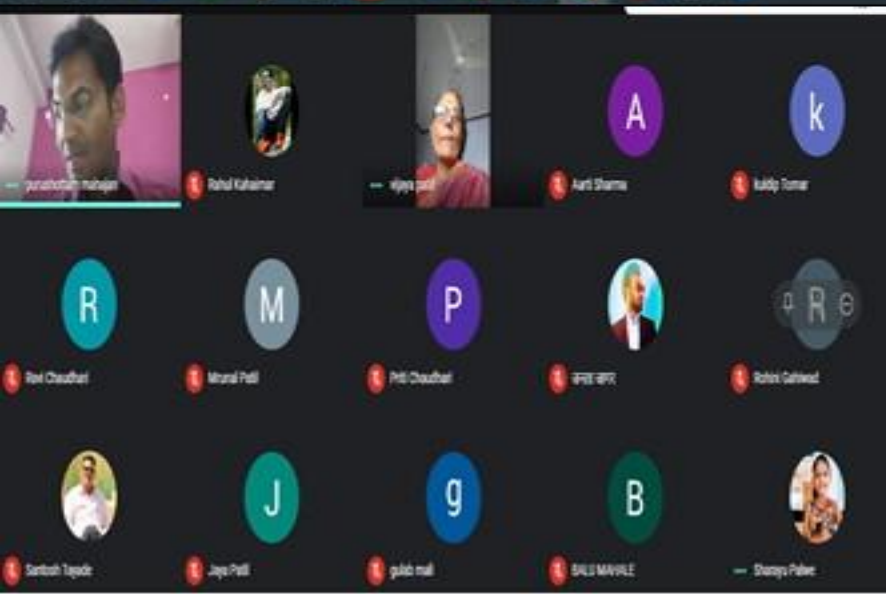 purushottam mahajan
Rahul Kahaimar
vijaya patil
A
Aarti Sharma
k
kuldip Tomar
R
Ravi Chaudhari
M
Mrunal Patil
P
Priti Chaudhari
R
Rohini Gaikwad
Santosh Tayade
J
Jaya Patil
g
gulab mali
B
BALU MAHALE
Sharayu Palwe